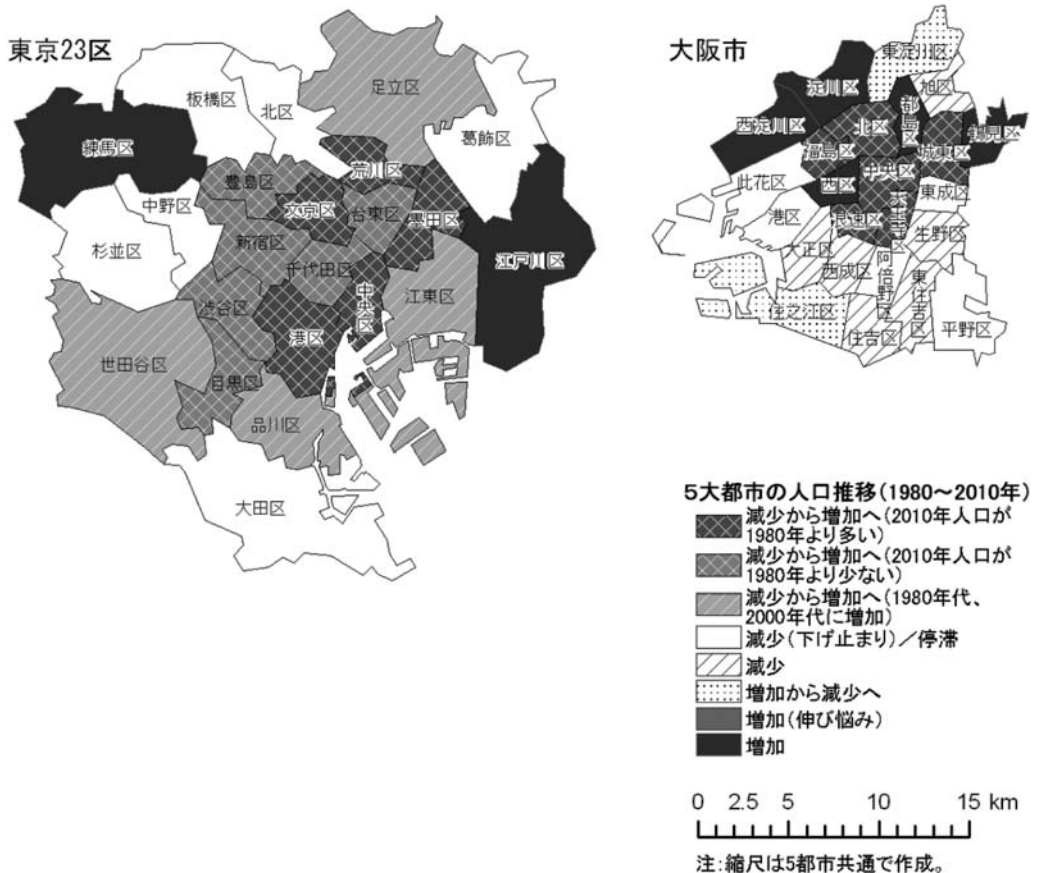 東京23区
足立区
板橋区
北区
葛飾区
練馬区
荒川区
豊島区
中野区
文京区
台東区
墨田区
杉並区
新宿区
江戸川区
千代田区
中央区
江東区
渋谷区
港区
世田谷区
目黒区
品川区
大田区
大阪市
東淀川区
淀川区
旭区
都島区
西淀川区
北区
鶴見区
福島区
城東区
中央区
此花区
西区
東成区
港区
浪速区
天王寺区
大正区
生野区
西成区
阿倍野区
東住吉区
住之江区
住吉区
平野区
5大都市の人口推移(1980～2010年)
減少から増加へ(2010年人口が
1980年より多い)
減少から増加へ(2010年人口が
1980年より少ない)
減少から増加へ(1980年代、
2000年代に増加)
減少(下げ止まり)／停滞
減少
増加から減少へ
増加(伸び悩み)
増加
0 2.5 5 10 15 km
注:縮尺は5都市共通で作成。